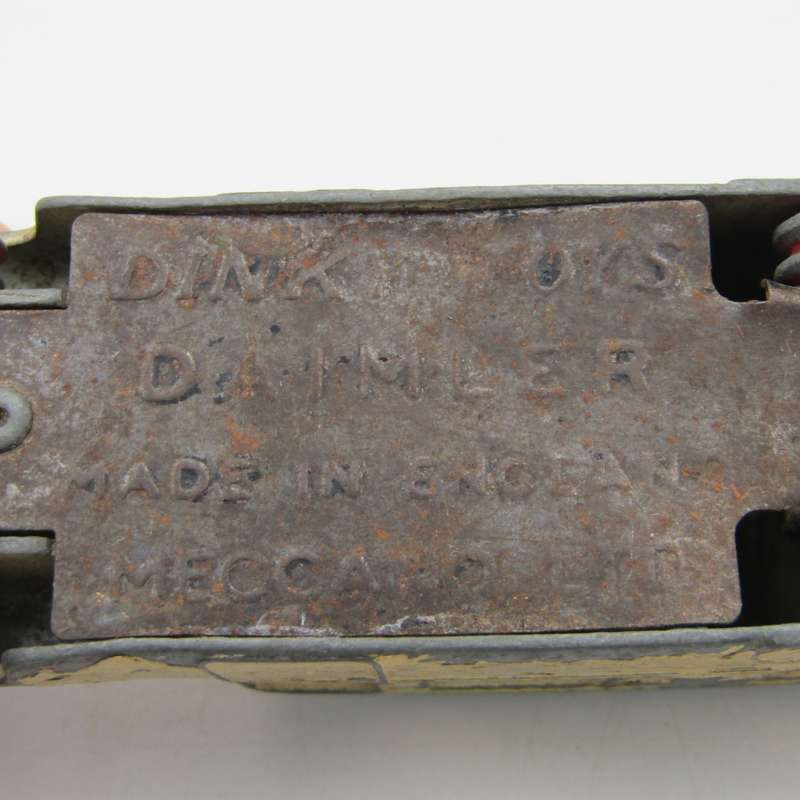 DINKY TOYS
DAIMLER
MADE IN ENGLAND
MECCANO LTD